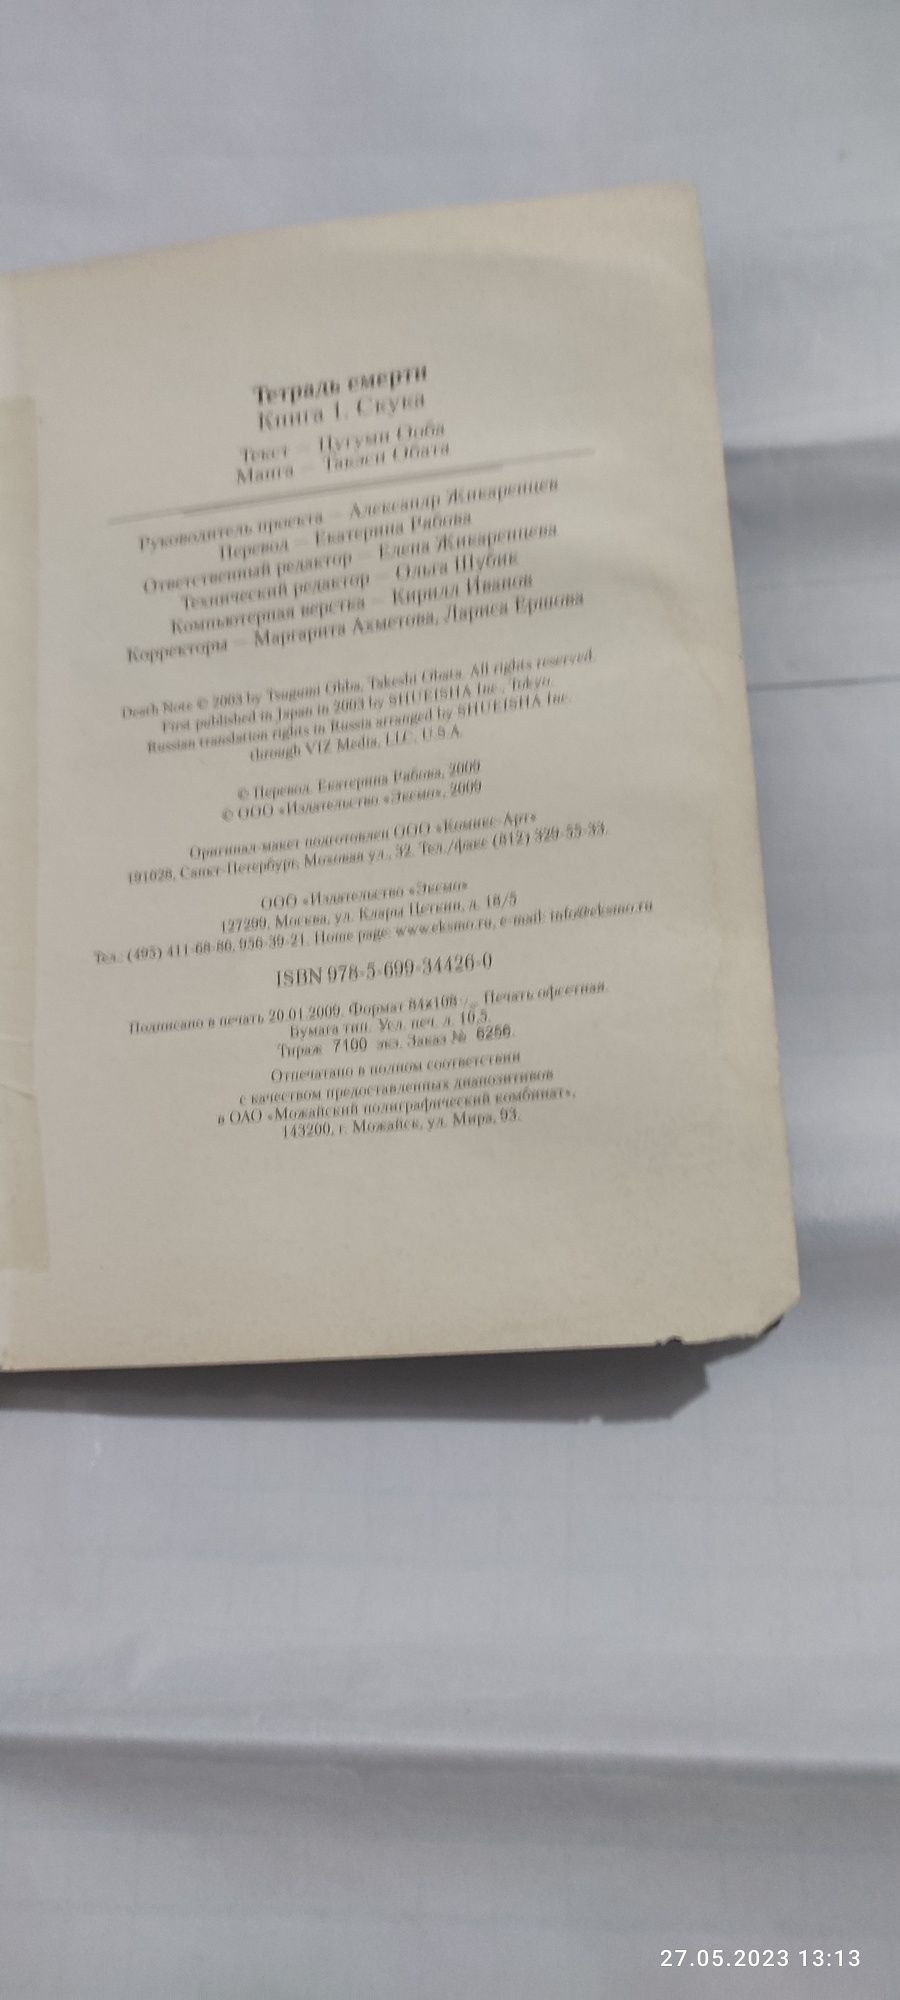 Тетрадь смерти
Книга 1. Скука
Текст — Цугуми Ооба
Манга — Такэси Обата
Руководитель проекта — Александр Жикаренцев
Перевод — Екатерина Рябова
Ответственный редактор — Елена Жикаренцева
Технический редактор — Ольга Шубик
Компьютерная верстка — Кирилл Иванов
Корректоры — Маргарита Ахметова, Лариса Ершова
Death Note © 2003 by Tsugumi Ohba, Takeshi Obata. All rights reserved.
First published in Japan in 2003 by SHUEISHA Inc., Tokyo.
Russian translation rights in Russia arranged by SHUEISHA Inc.
through VIZ Media, LLC, U.S.A.
© Перевод. Екатерина Рябова, 2009
© ООО «Издательство «Эксмо», 2009
Оригинал-макет подготовлен ООО «Комикс-Арт»
191028, Санкт-Петербург, Моховая ул., 32. Тел./факс (812) 329-55-33.
ООО «Издательство «Эксмо»
127299, Москва, ул. Клары Цеткин, д. 18/5
Тел.: (495) 411-68-86, 956-39-21. Home page: www.eksmo.ru, e-mail: info@eksmo.ru
ISBN 978-5-699-34426-0
Подписано в печать 20.01.2009. Формат 84x108 Печать офсетная.
Бумага тип. Усл. печ. л. 10,5.
Тираж 7100 экз. Заказ № 6256.
Отпечатано в полном соответствии
с качеством предоставленных диапозитивов
в ОАО «Можайский полиграфический комбинат»,
143200, г. Можайск, ул. Мира, 93.
27.05.2023 13:13